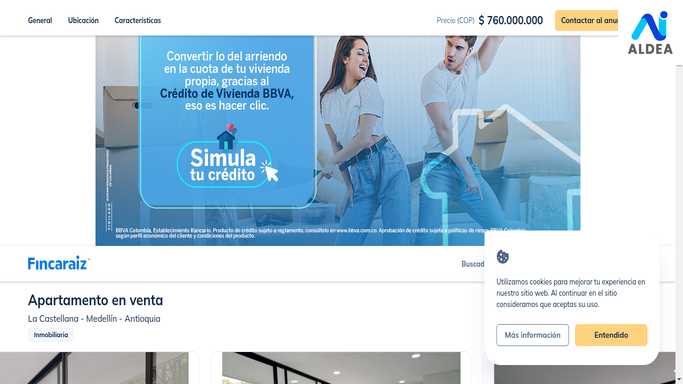 General Ubicación Características Precio (COP) $ 760.000.000 Contactar al anun
ALDEA
Convertir lo del arriendo
en la cuota de tu vivienda
propia, gracias al
Crédito de Vivienda BBVA,
eso es hacer clic.
Simula
tu crédito
BBVA Colombia, Establecimiento Bancario. Producto de crédito sujeto a reglamento, consúltelo en www.bbva.com.co. Aprobación de crédito sujeta a políticas de riesgo BBVA Colombia,
según perfil económico del cliente y condiciones del producto.
Fincaraiz
Buscad
Apartamento en venta
La Castellana - Medellín - Antioquia
Inmobiliaria
Utilizamos cookies para mejorar tu experiencia en
nuestro sitio web. Al continuar en el sitio
consideramos que aceptas su uso.
Más información Entendido